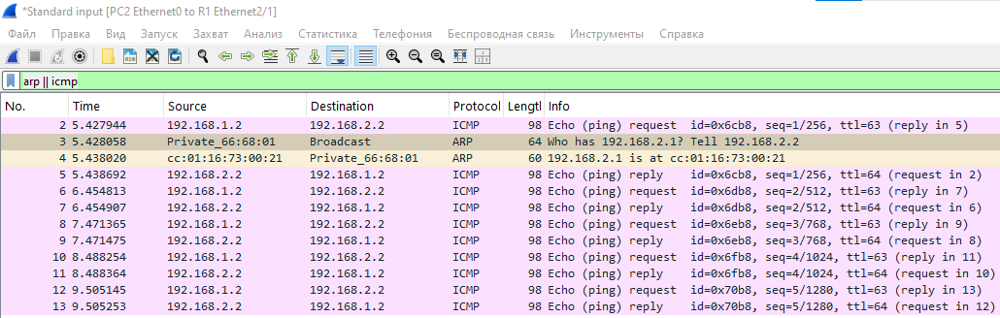 *Standard input [PC2 Ethernet0 to R1 Ethernet2/1]
Файл Правка Вид Запуск Захват Анализ Статистика Телефония Беспроводная связь Инструменты Справка
arp || icmp
No. Time Source Destination Protocol Lengtl Info
2 5.427944 192.168.1.2 192.168.2.2 ICMP 98 Echo (ping) request id=0x6cb8, seq=1/256, ttl=63 (reply in 5)
3 5.428058 Private_66:68:01 Broadcast ARP 64 Who has 192.168.2.1? Tell 192.168.2.2
4 5.438020 cc:01:16:73:00:21 Private_66:68:01 ARP 60 192.168.2.1 is at cc:01:16:73:00:21
5 5.438692 192.168.2.2 192.168.1.2 ICMP 98 Echo (ping) reply id=0x6cb8, seq=1/256, ttl=64 (request in 2)
6 6.454813 192.168.1.2 192.168.2.2 ICMP 98 Echo (ping) request id=0x6db8, seq=2/512, ttl=63 (reply in 7)
7 6.454907 192.168.2.2 192.168.1.2 ICMP 98 Echo (ping) reply id=0x6db8, seq=2/512, ttl=64 (request in 6)
8 7.471365 192.168.1.2 192.168.2.2 ICMP 98 Echo (ping) request id=0x6eb8, seq=3/768, ttl=63 (reply in 9)
9 7.471475 192.168.2.2 192.168.1.2 ICMP 98 Echo (ping) reply id=0x6eb8, seq=3/768, ttl=64 (request in 8)
10 8.488254 192.168.1.2 192.168.2.2 ICMP 98 Echo (ping) request id=0x6fb8, seq=4/1024, ttl=63 (reply in 11)
11 8.488364 192.168.2.2 192.168.1.2 ICMP 98 Echo (ping) reply id=0x6fb8, seq=4/1024, ttl=64 (request in 10)
12 9.505145 192.168.1.2 192.168.2.2 ICMP 98 Echo (ping) request id=0x70b8, seq=5/1280, ttl=63 (reply in 13)
13 9.505253 192.168.2.2 192.168.1.2 ICMP 98 Echo (ping) reply id=0x70b8, seq=5/1280, ttl=64 (request in 12)